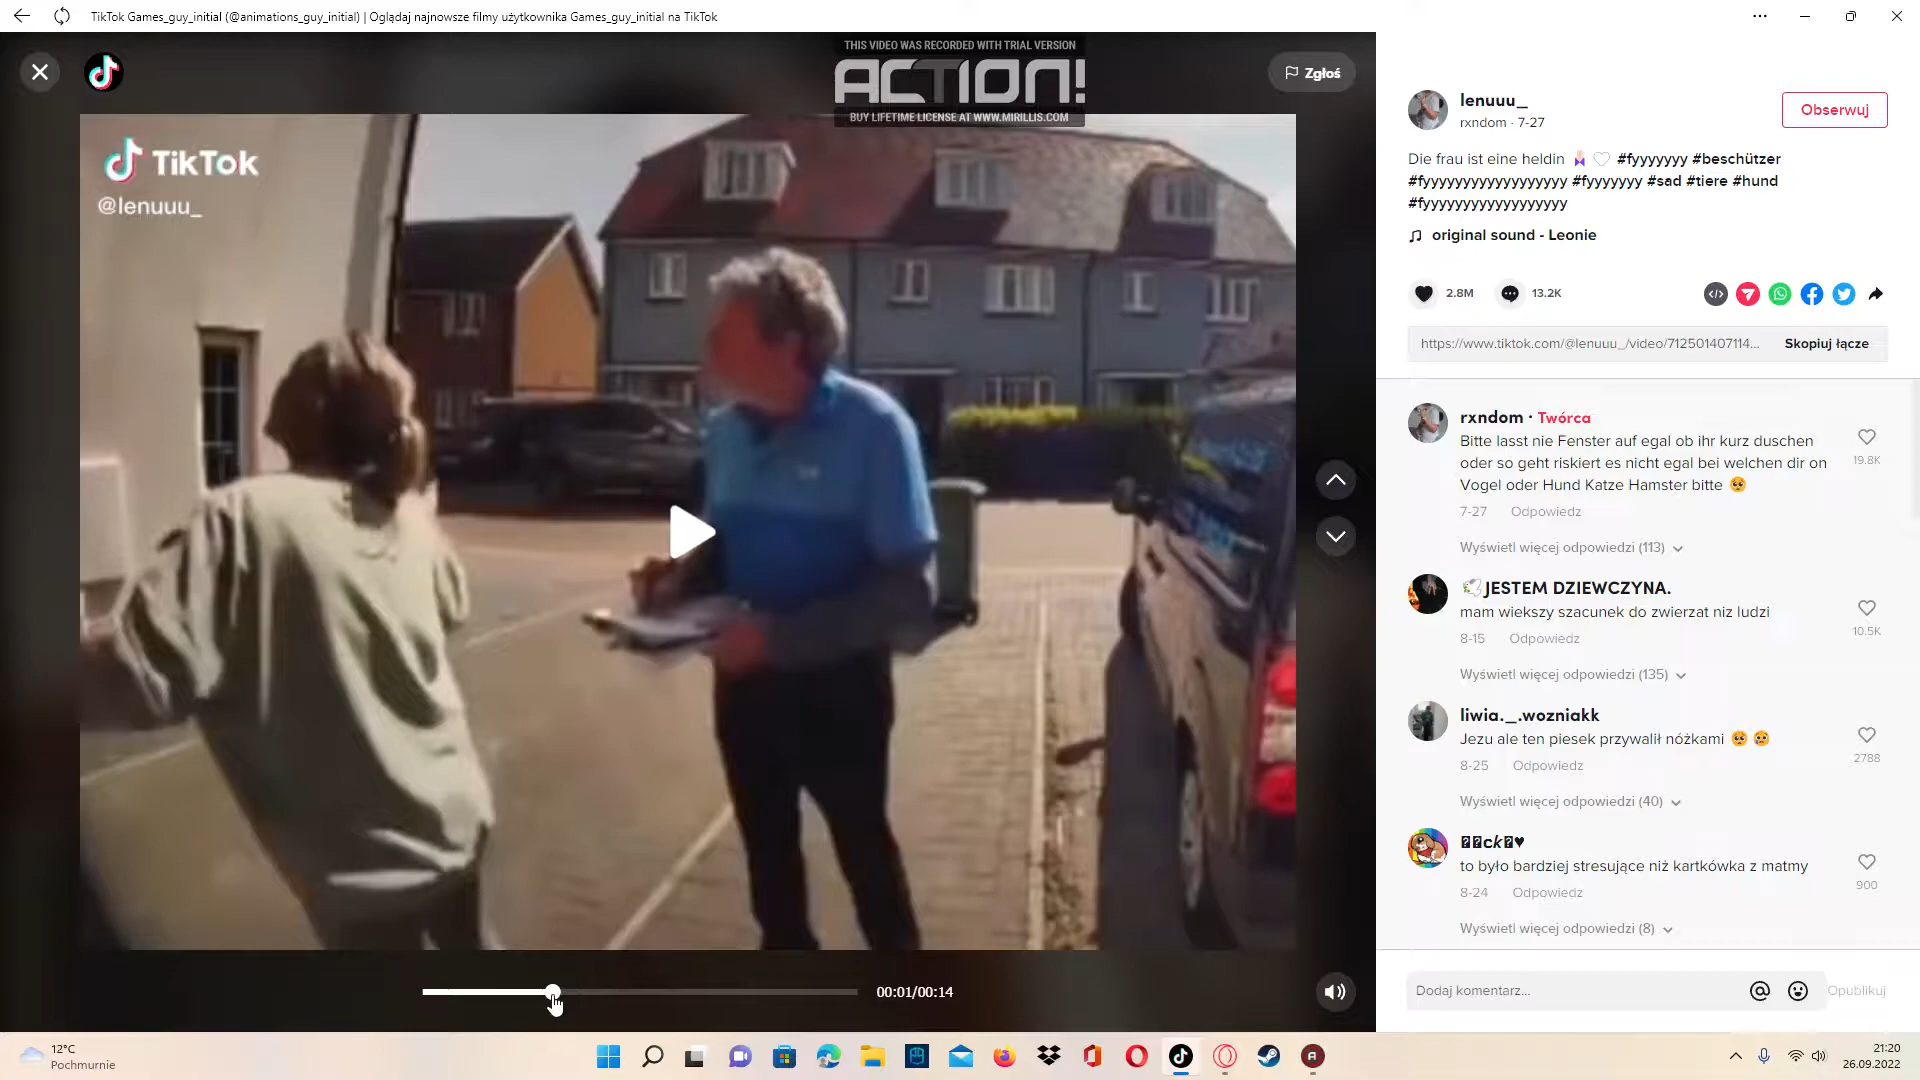 TikTok Games_guy_initial (@animations_guy_initial) | Oglądaj najnowsze filmy użytkownika Games_guy_initial na TikTok
THIS VIDEO WAS RECORDED WITH TRIAL VERSION
ACTION!
BUY LIFETIME LICENSE AT WWW.MIRILLIS.COM
Zgłoś
TikTok
@lenuuu_
00:01/00:14
lenuuu_
rxndom · 7-27
Obserwuj
Die frau ist eine heldin #fyyyyyyy #beschützer
#fyyyyyyyyyyyyyyyyyy #fyyyyyyy #sad #tiere #hund
#fyyyyyyyyyyyyyyyyyy
original sound - Leonie
2.8M
13.2K
https://www.tiktok.com/@lenuuu_/video/712501407114...
Skopiuj łącze
rxndom · Twórca
Bitte lasst nie Fenster auf egal ob ihr kurz duschen
oder so geht riskiert es nicht egal bei welchen dir on
Vogel oder Hund Katze Hamster bitte 🥺
19.8K
7-27 Odpowiedz
Wyświetl więcej odpowiedzi (113)
JESTEM DZIEWCZYNA.
mam wiekszy szacunek do zwierzat niz ludzi
10.5K
8-15 Odpowiedz
Wyświetl więcej odpowiedzi (135)
liwia._.wozniakk
Jezu ale ten piesek przywalił nóżkami 🥺 😢
2788
8-25 Odpowiedz
Wyświetl więcej odpowiedzi (40)
ck♥
to było bardziej stresujące niż kartkówka z matmy
900
8-24 Odpowiedz
Wyświetl więcej odpowiedzi (8)
Dodaj komentarz...
Opublikuj
12°C
Pochmurnie
21:20
26.09.2022